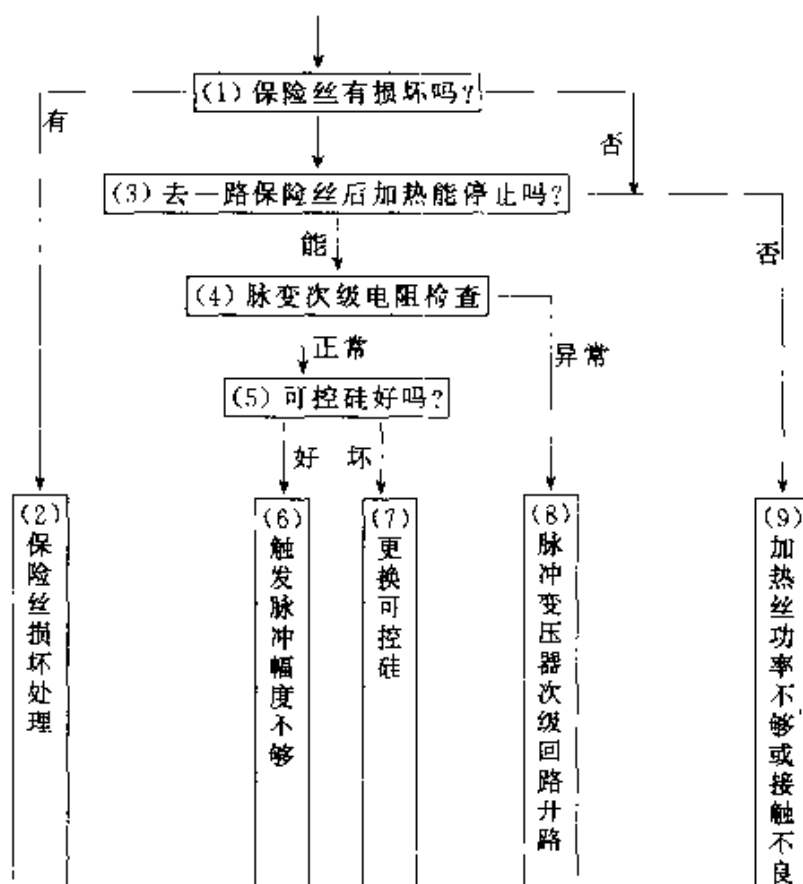 (1)保险丝有损坏吗?
有
否
(3)去一路保险丝后加热能停止吗?
能
否
(4)脉变次级电阻检查
正常
异常
(5)可控硅好吗?
好 坏
(2)保险丝损坏处理
(6)触发脉冲幅度不够
(7)更换可控硅
(8)脉冲变压器次级回路开路
(9)加热丝功率不够或接触不良